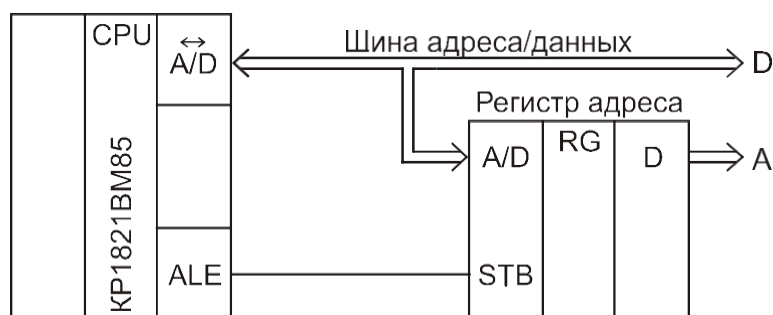 CPU
A/D
Шина адреса/данных
D
Регистр адреса
A/D
RG
D
A
КР1821ВМ85
ALE
STB